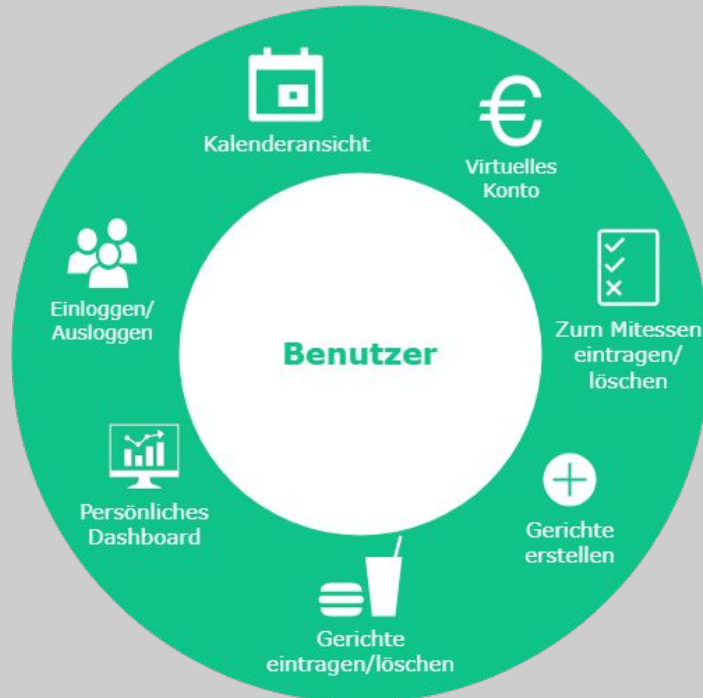 Kalenderansicht
Virtuelles
Konto
Zum Mitessen
eintragen/
löschen
Gerichte
erstellen
Gerichte
eintragen/löschen
Persönliches
Dashboard
Einloggen/
Ausloggen
Benutzer